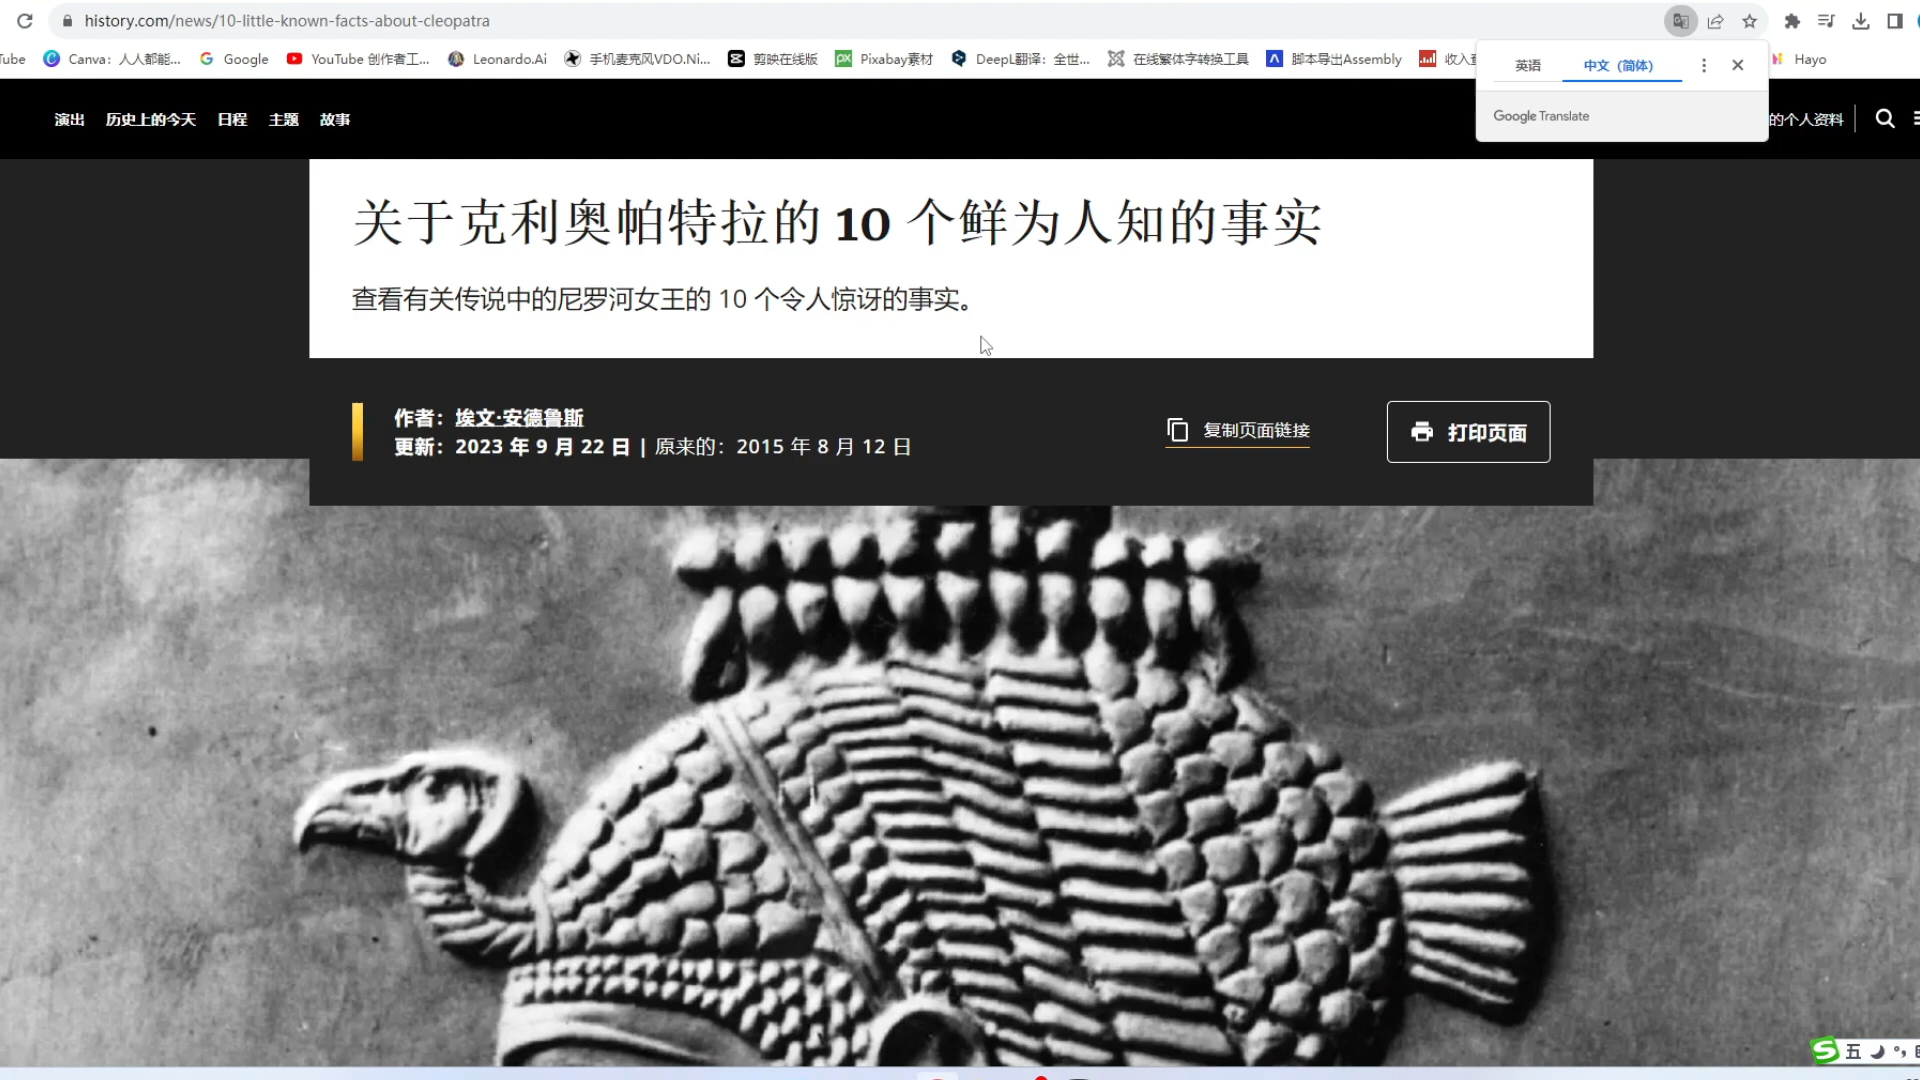 history.com/news/10-little-known-facts-about-cleopatra
Tube
Canva：人人都能...
Google
YouTube 创作者工...
Leonardo.Ai
手机麦克风VDO.Ni...
剪映在线版
Pixabay素材
DeepL翻译：全世...
在线繁体字转换工具
脚本导出Assembly
Hayo
英语
中文（简体）
Google Translate
演出
历史上的今天
日程
主题
故事
的个人资料
关于克利奥帕特拉的 10 个鲜为人知的事实
查看有关传说中的尼罗河女王的 10 个令人惊讶的事实。
作者：埃文·安德鲁斯
更新：2023 年 9 月 22 日 | 原来的：2015 年 8 月 12 日
复制页面链接
打印页面
五